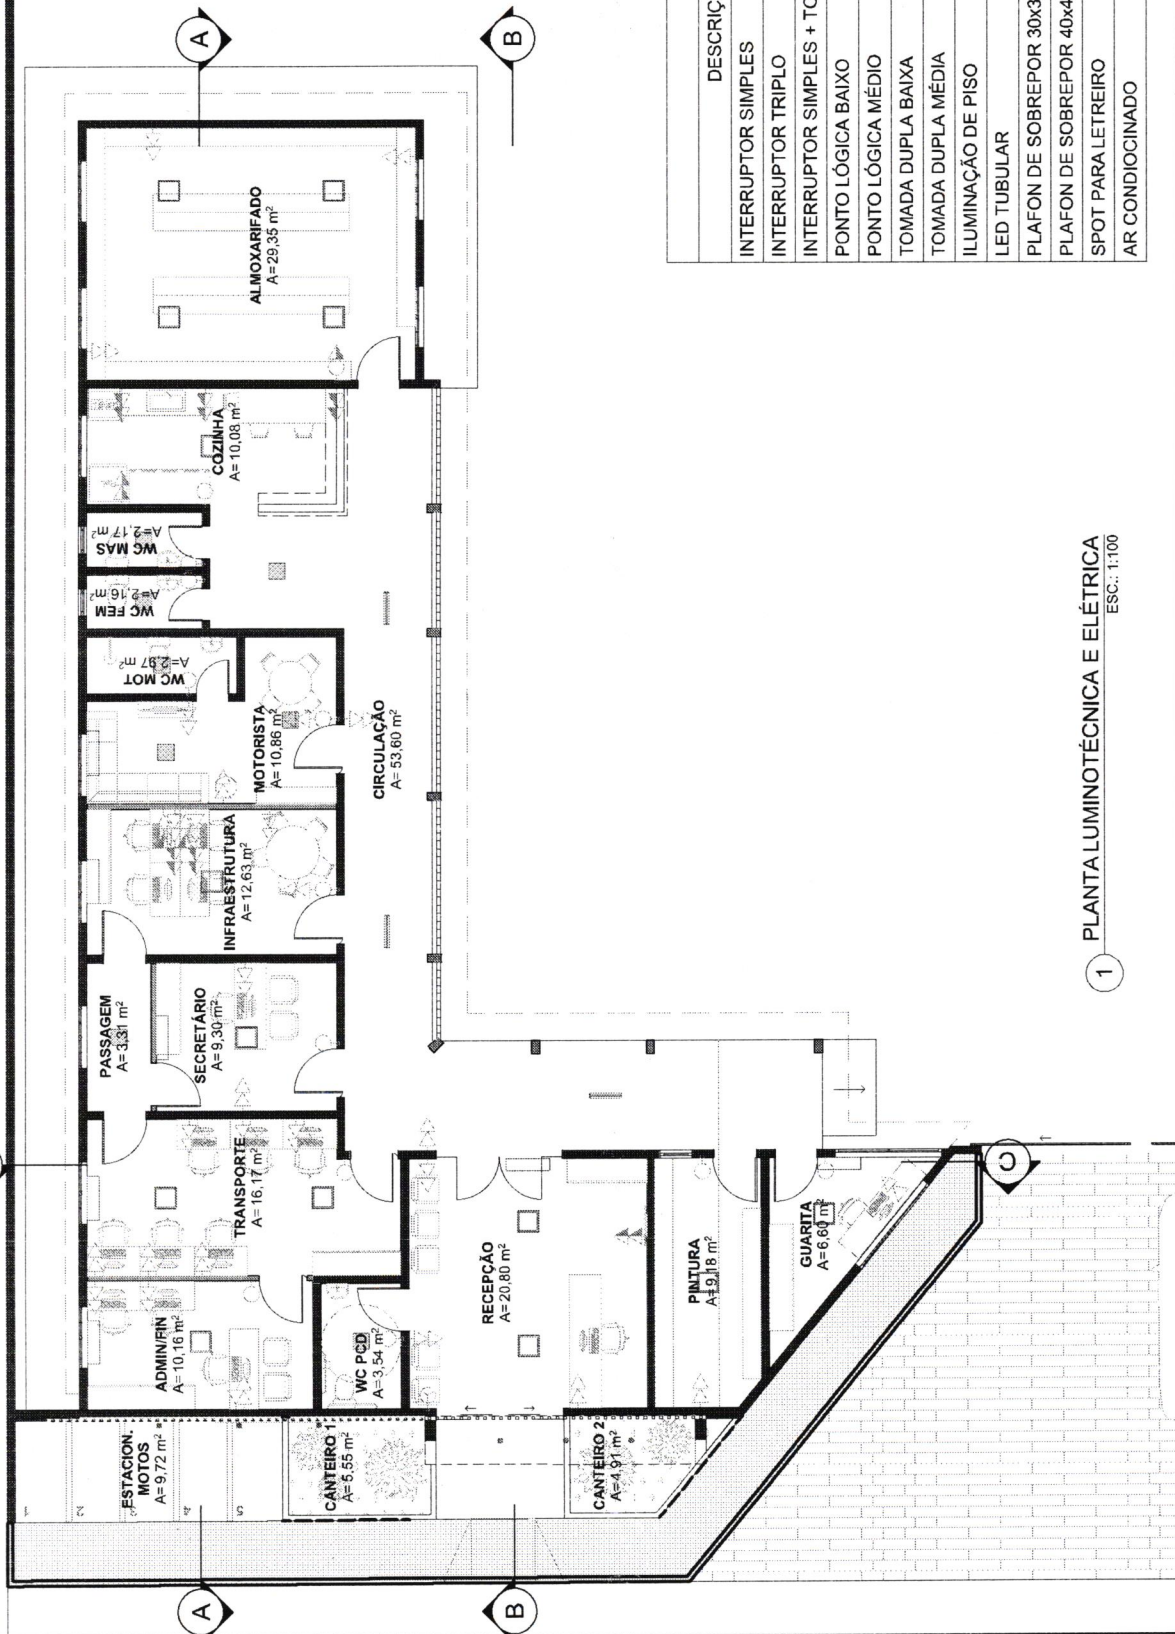 A
B
ALMOXARIFADO
A=29,35 m²
COZINHA
A=10,08 m²
WC MAS
A=2,17 m²
WC FEM
A=2,16 m²
WC MOT
A=2,97 m²
MOTORISTA
A=10,86 m²
CIRCULAÇÃO
A=53,60 m²
INFRAESTRUTURA
A=12,63 m²
PASSAGEM
A=3,31 m²
SECRETÁRIO
A=9,30 m²
TRANSPORTE
A=16,17 m²
ADMIN/FIN
A=10,16 m²
WC PCD
A=3,54 m²
RECEPÇÃO
A=20,80 m²
PINTURA
A=9,18 m²
GUARITA
A=6,60 m²
ESTACION.
MOTOS
A=9,72 m²
1
2
3
4
5
CANTEIRO 1
A=5,55 m²
CANTEIRO 2
A=4,91 m²
A
B
C
DESCRIÇ
INTERRUPTOR SIMPLES
INTERRUPTOR TRIPLO
INTERRUPTOR SIMPLES + TO
PONTO LÓGICA BAIXO
PONTO LÓGICA MÉDIO
TOMADA DUPLA BAIXA
TOMADA DUPLA MÉDIA
ILUMINAÇÃO DE PISO
LED TUBULAR
PLAFON DE SOBREPOR 30x3
PLAFON DE SOBREPOR 40x4
SPOT PARA LETREIRO
AR CONDIOCINADO
1
PLANTA LUMINOTÉCNICA E ELÉTRICA
ESC.: 1:100